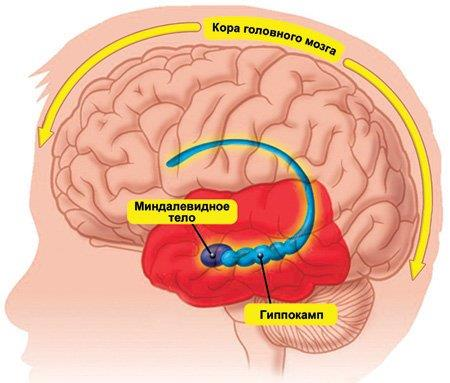 Кора головного мозга
Миндалевидное
тело
Гиппокамп